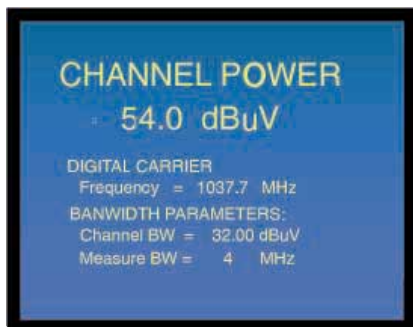 CHANNEL POWER
54.0 dBuV
DIGITAL CARRIER
Frequency = 1037.7 MHz
BANWIDTH PARAMETERS:
Channel BW = 32.00 dBuV
Measure BW = 4 MHz